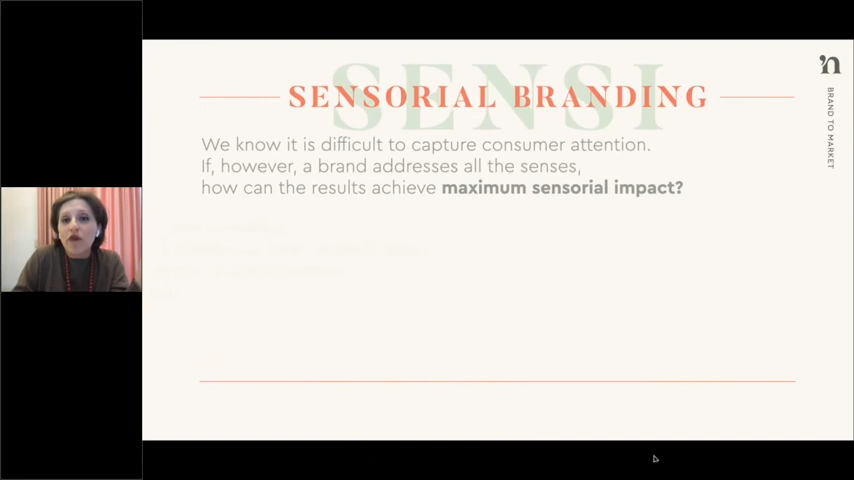 SENSI
SENSORIAL BRANDING
We know it is difficult to capture consumer attention.
If, however, a brand addresses all the senses,
how can the results achieve maximum sensorial impact?
'n
BRAND TO MARKET